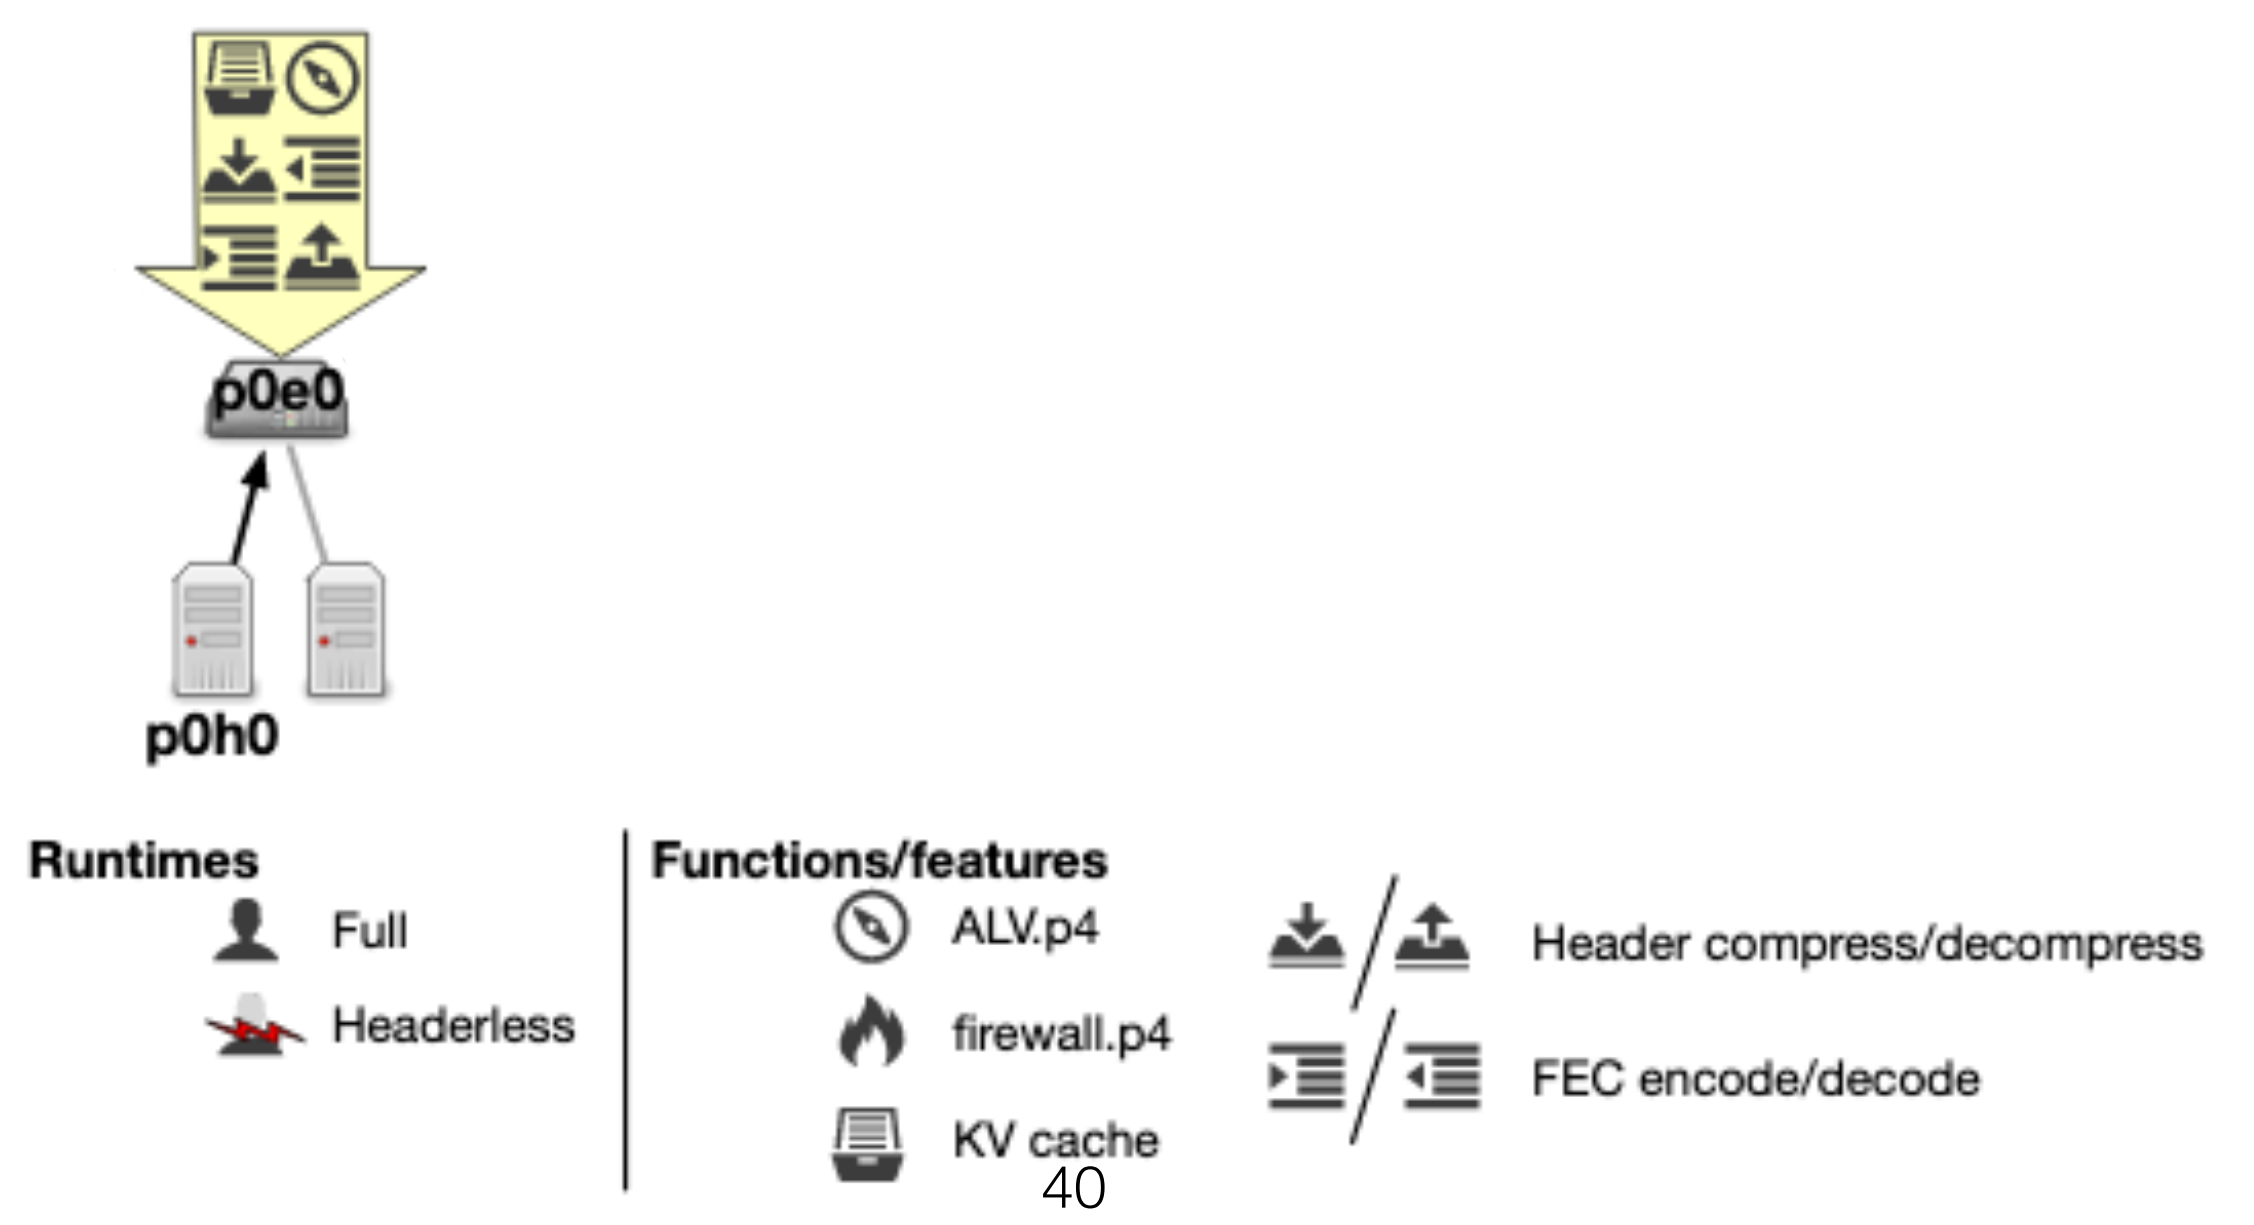 p0e0
p0h0
Runtimes
Full
Headerless
Functions/features
ALV.p4
firewall.p4
KV cache
Header compress/decompress
FEC encode/decode
40